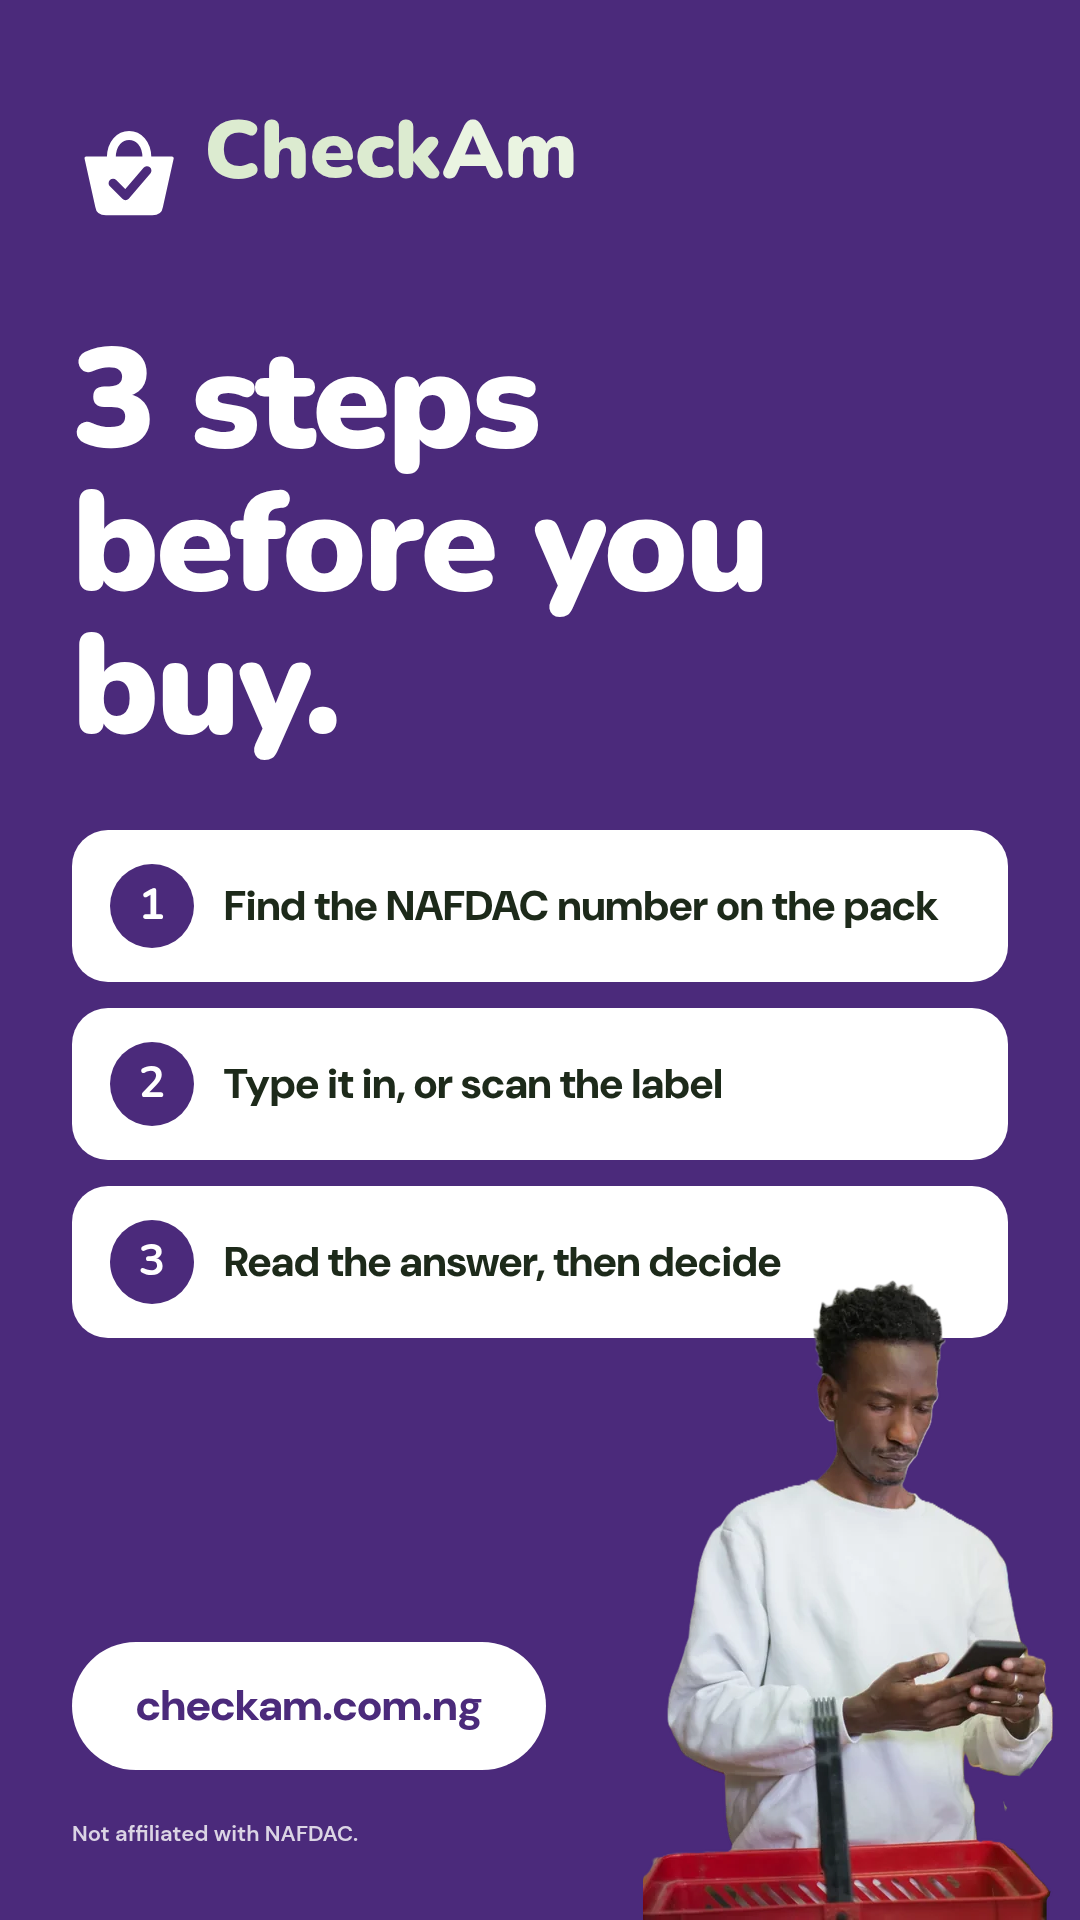 CheckAm
3 steps
before you
buy.
1 Find the NAFDAC number on the pack
2 Type it in, or scan the label
3 Read the answer, then decide
checkam.com.ng
Not affiliated with NAFDAC.